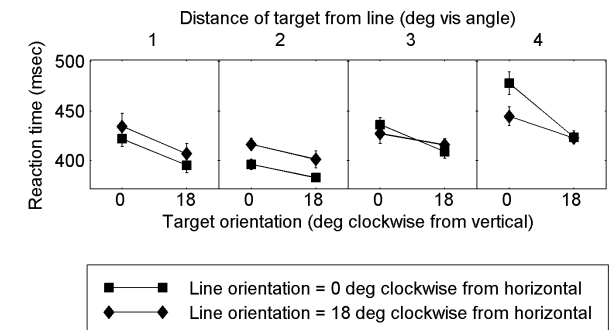 Distance of target from line (deg vis angle)
1 2 3 4
Reaction time (msec)
500
450
400
0 18 0 18 0 18 0 18
Target orientation (deg clockwise from vertical)
Line orientation = 0 deg clockwise from horizontal
Line orientation = 18 deg clockwise from horizontal